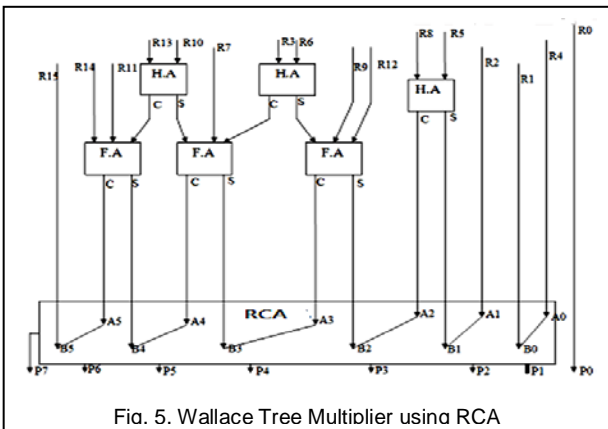 R0
R13 R10 R3 R6 R8 R5
R14 R7 R2 R4
R15 R11 H.A H.A R9 R12 H.A R1
C S C S C S
F.A F.A F.A
C S C S C S
RCA
A5 A4 A3 A2 A1 A0
B5 B4 B3 B2 B1 B0
P7 P6 P5 P4 P3 P2 P1 P0
Fig. 5. Wallace Tree Multiplier using RCA